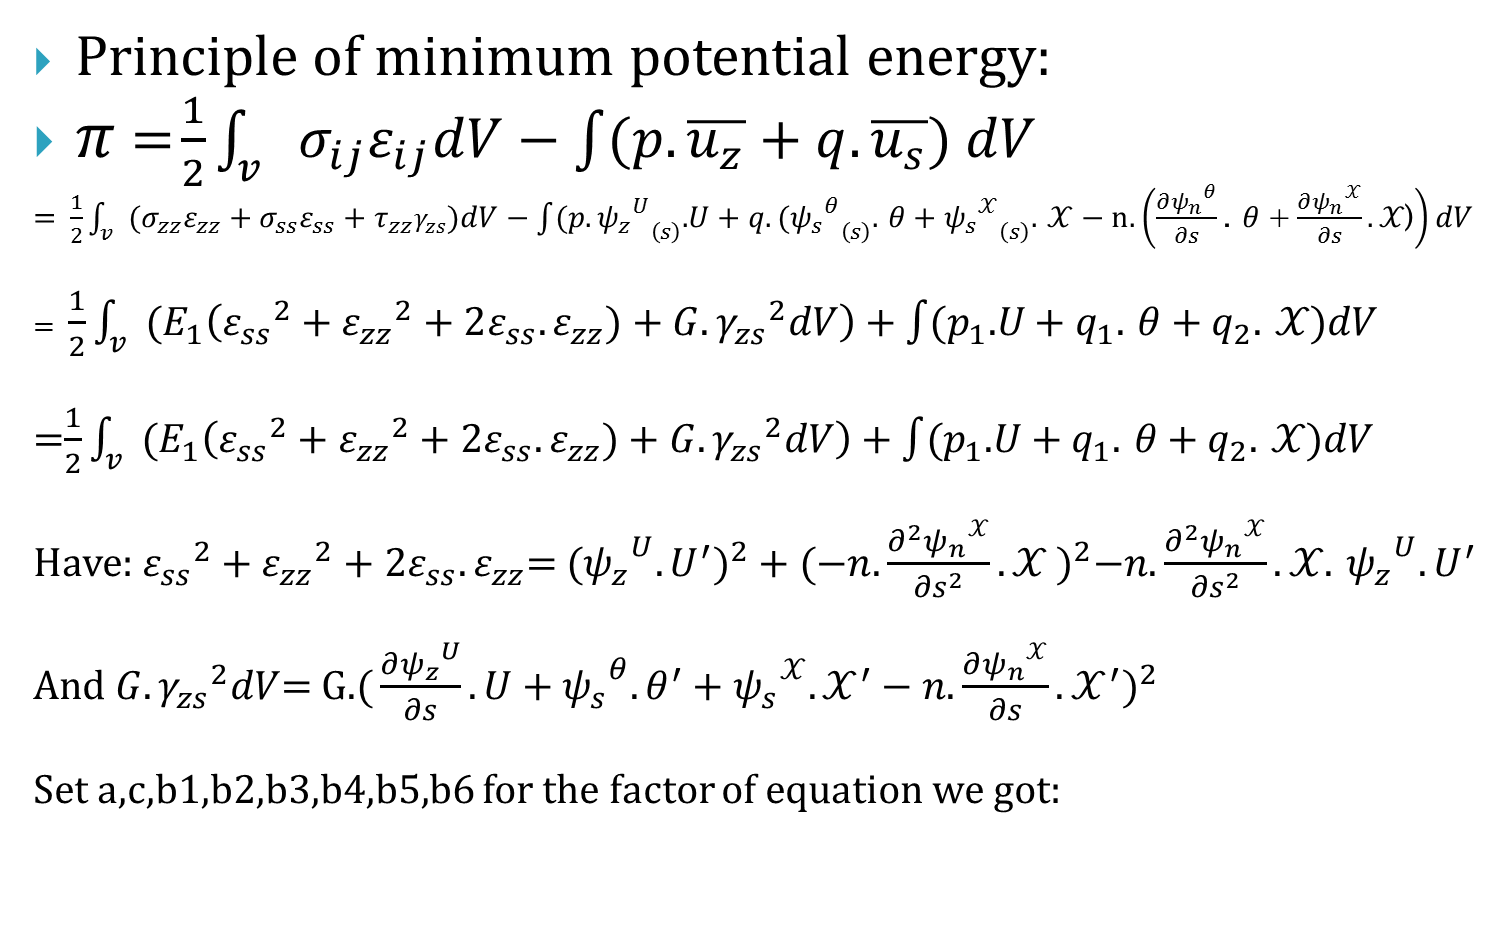 Principle of minimum potential energy:
π = 1/2 ∫_v σ_ij ε_ij dV − ∫(p. u̅_z̅ + q. u̅_s̅) dV
= 1/2 ∫_v (σ_zz ε_zz + σ_ss ε_ss + τ_zz γ_zs)dV − ∫(p. ψ_z^U _(s).U + q. (ψ_s^θ _(s). θ + ψ_s^𝒳 _(s). 𝒳 − n. (∂ψ_n^θ/∂s . θ + ∂ψ_n^𝒳/∂s . 𝒳)) dV
= 1/2 ∫_v (E_1(ε_ss^2 + ε_zz^2 + 2ε_ss. ε_zz) + G. γ_zs^2 dV) + ∫(p_1.U + q_1. θ + q_2. 𝒳)dV
= 1/2 ∫_v (E_1(ε_ss^2 + ε_zz^2 + 2ε_ss. ε_zz) + G. γ_zs^2 dV) + ∫(p_1.U + q_1. θ + q_2. 𝒳)dV
Have: ε_ss^2 + ε_zz^2 + 2ε_ss. ε_zz = (ψ_z^U. U′)^2 + (−n. ∂^2ψ_n^𝒳/∂s^2 . 𝒳 )^2 −n. ∂^2ψ_n^𝒳/∂s^2 . 𝒳. ψ_z^U. U′
And G. γ_zs^2 dV = G.(∂ψ_z^U/∂s . U + ψ_s^θ. θ′ + ψ_s^𝒳. 𝒳′ − n. ∂ψ_n^𝒳/∂s . 𝒳′)^2
Set a,c,b1,b2,b3,b4,b5,b6 for the factor of equation we got: